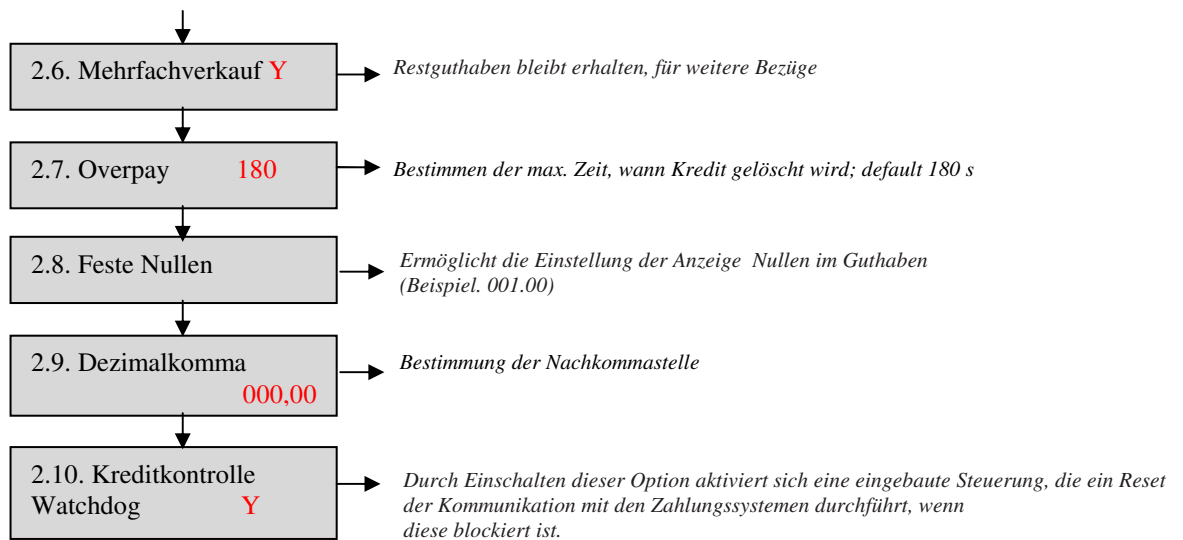 2.6. Mehrfachverkauf Y
Restguthaben bleibt erhalten, für weitere Bezüge
2.7. Overpay 180
Bestimmen der max. Zeit, wann Kredit gelöscht wird; default 180 s
2.8. Feste Nullen
Ermöglicht die Einstellung der Anzeige Nullen im Guthaben
(Beispiel. 001.00)
2.9. Dezimalkomma
000,00
Bestimmung der Nachkommastelle
2.10. Kreditkontrolle
Watchdog Y
Durch Einschalten dieser Option aktiviert sich eine eingebaute Steuerung, die ein Reset
der Kommunikation mit den Zahlungssystemen durchführt, wenn
diese blockiert ist.